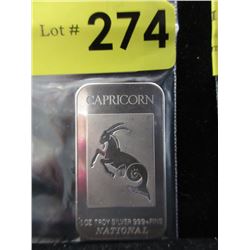 Lot # 274
CAPRICORN
1 OZ TROY SILVER 999+ FINE
NATIONAL